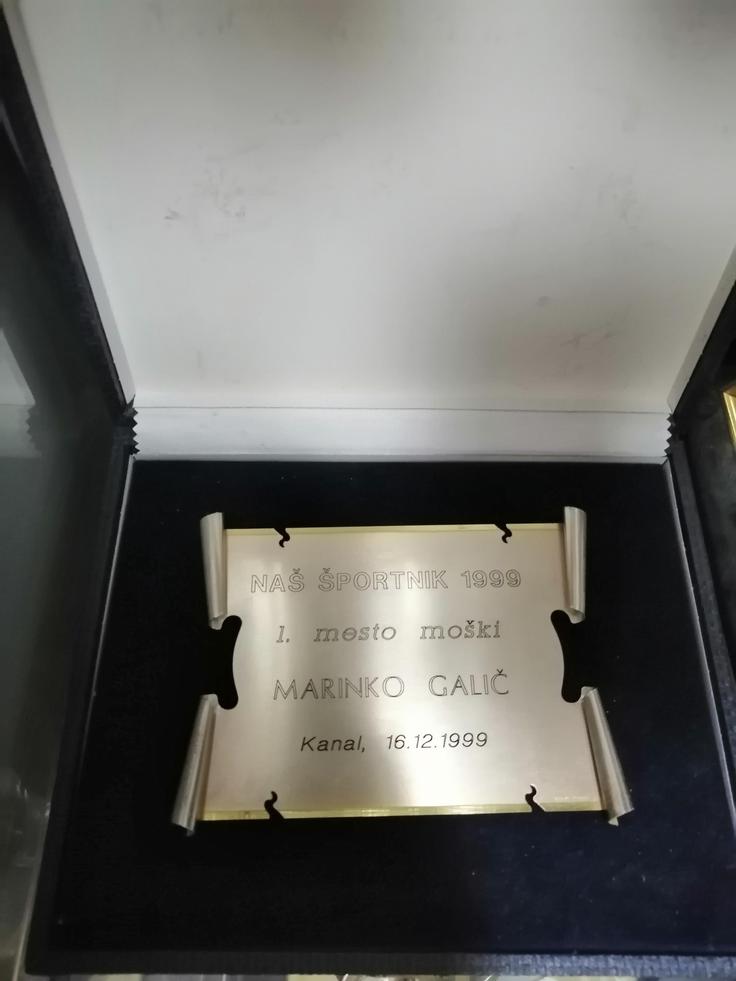 NAŠ ŠPORTNIK 1999
1. mesto moški
MARINKO GALIČ
Kanal, 16.12.1999